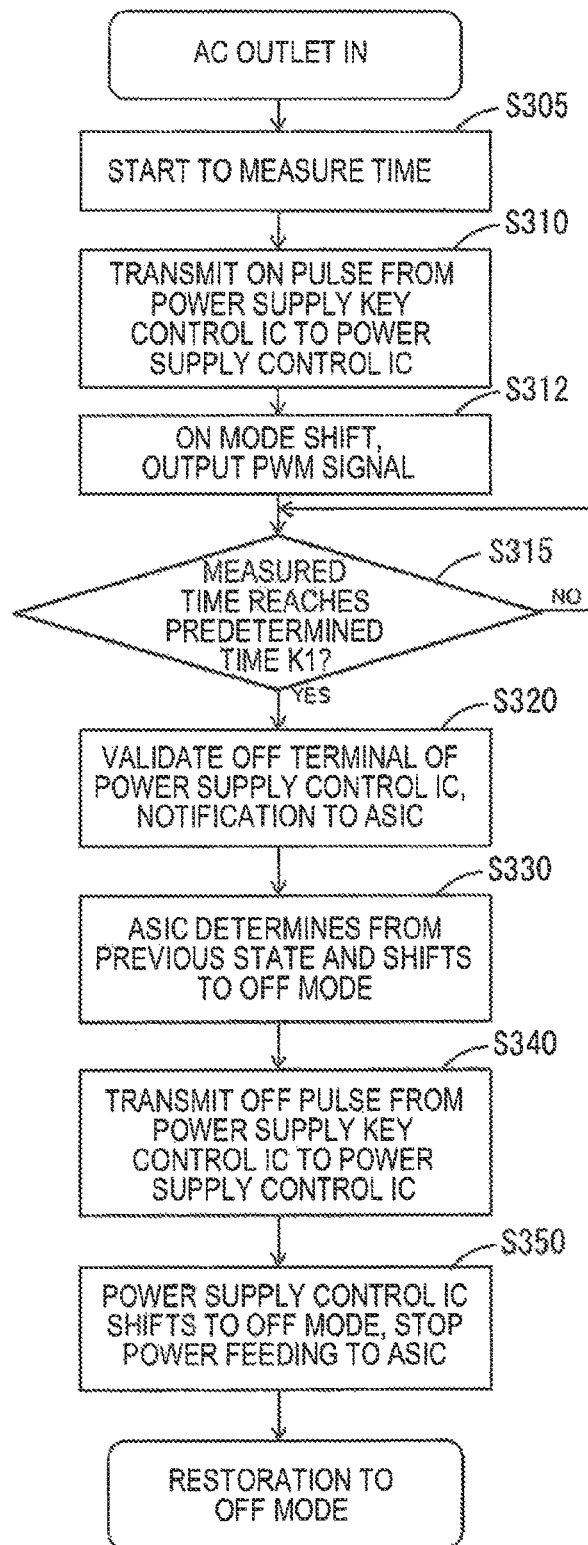 AC OUTLET IN
S305
START TO MEASURE TIME
S310
TRANSMIT ON PULSE FROM
POWER SUPPLY KEY
CONTROL IC TO POWER
SUPPLY CONTROL IC
S312
ON MODE SHIFT,
OUTPUT PWM SIGNAL
S315
MEASURED
TIME REACHES
PREDETERMINED
TIME K1?
NO
YES
S320
VALIDATE OFF TERMINAL OF
POWER SUPPLY CONTROL IC,
NOTIFICATION TO ASIC
S330
ASIC DETERMINES FROM
PREVIOUS STATE AND SHIFTS
TO OFF MODE
S340
TRANSMIT OFF PULSE FROM
POWER SUPPLY KEY
CONTROL IC TO POWER
SUPPLY CONTROL IC
S350
POWER SUPPLY CONTROL IC
SHIFTS TO OFF MODE, STOP
POWER FEEDING TO ASIC
RESTORATION TO
OFF MODE